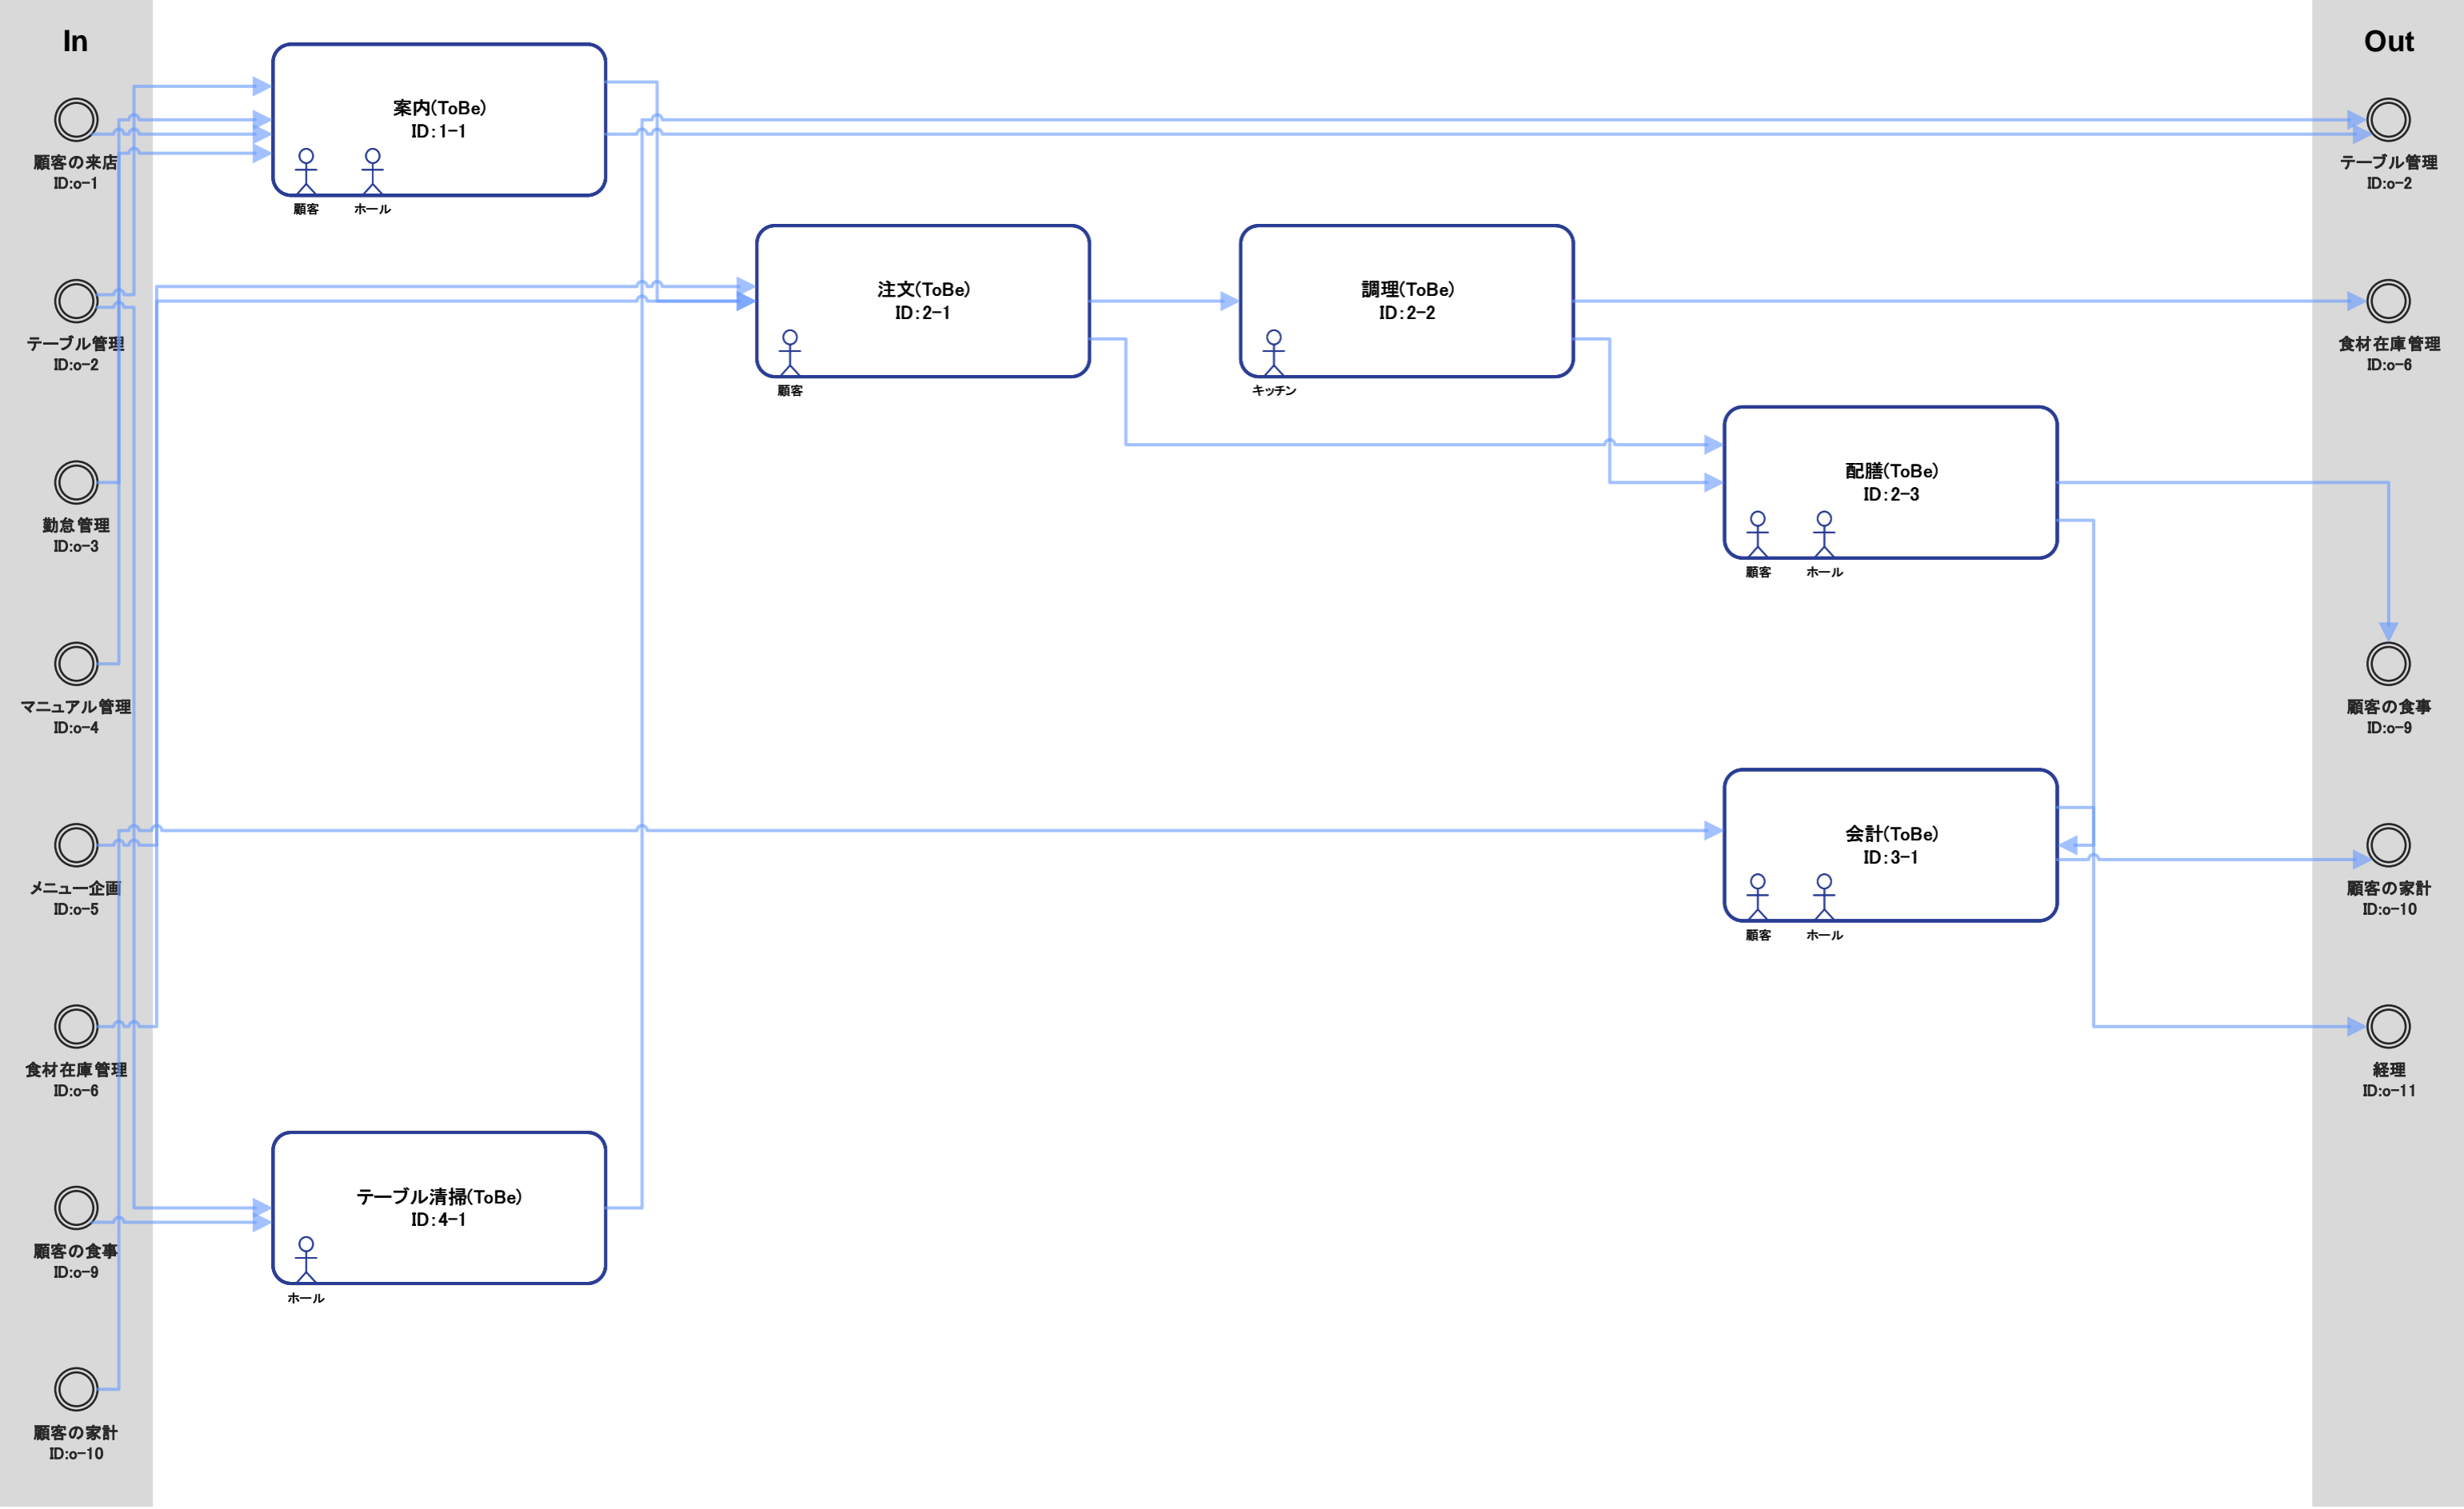 In
Out
顧客の来店
ID:o-1
テーブル管理
ID:o-2
勤怠管理
ID:o-3
マニュアル管理
ID:o-4
メニュー企画
ID:o-5
食材在庫管理
ID:o-6
顧客の食事
ID:o-9
顧客の家計
ID:o-10
案内(ToBe)
ID:1-1
顧客
ホール
注文(ToBe)
ID:2-1
顧客
調理(ToBe)
ID:2-2
キッチン
配膳(ToBe)
ID:2-3
顧客
ホール
会計(ToBe)
ID:3-1
顧客
ホール
テーブル清掃(ToBe)
ID:4-1
ホール
テーブル管理
ID:o-2
食材在庫管理
ID:o-6
顧客の食事
ID:o-9
顧客の家計
ID:o-10
経理
ID:o-11